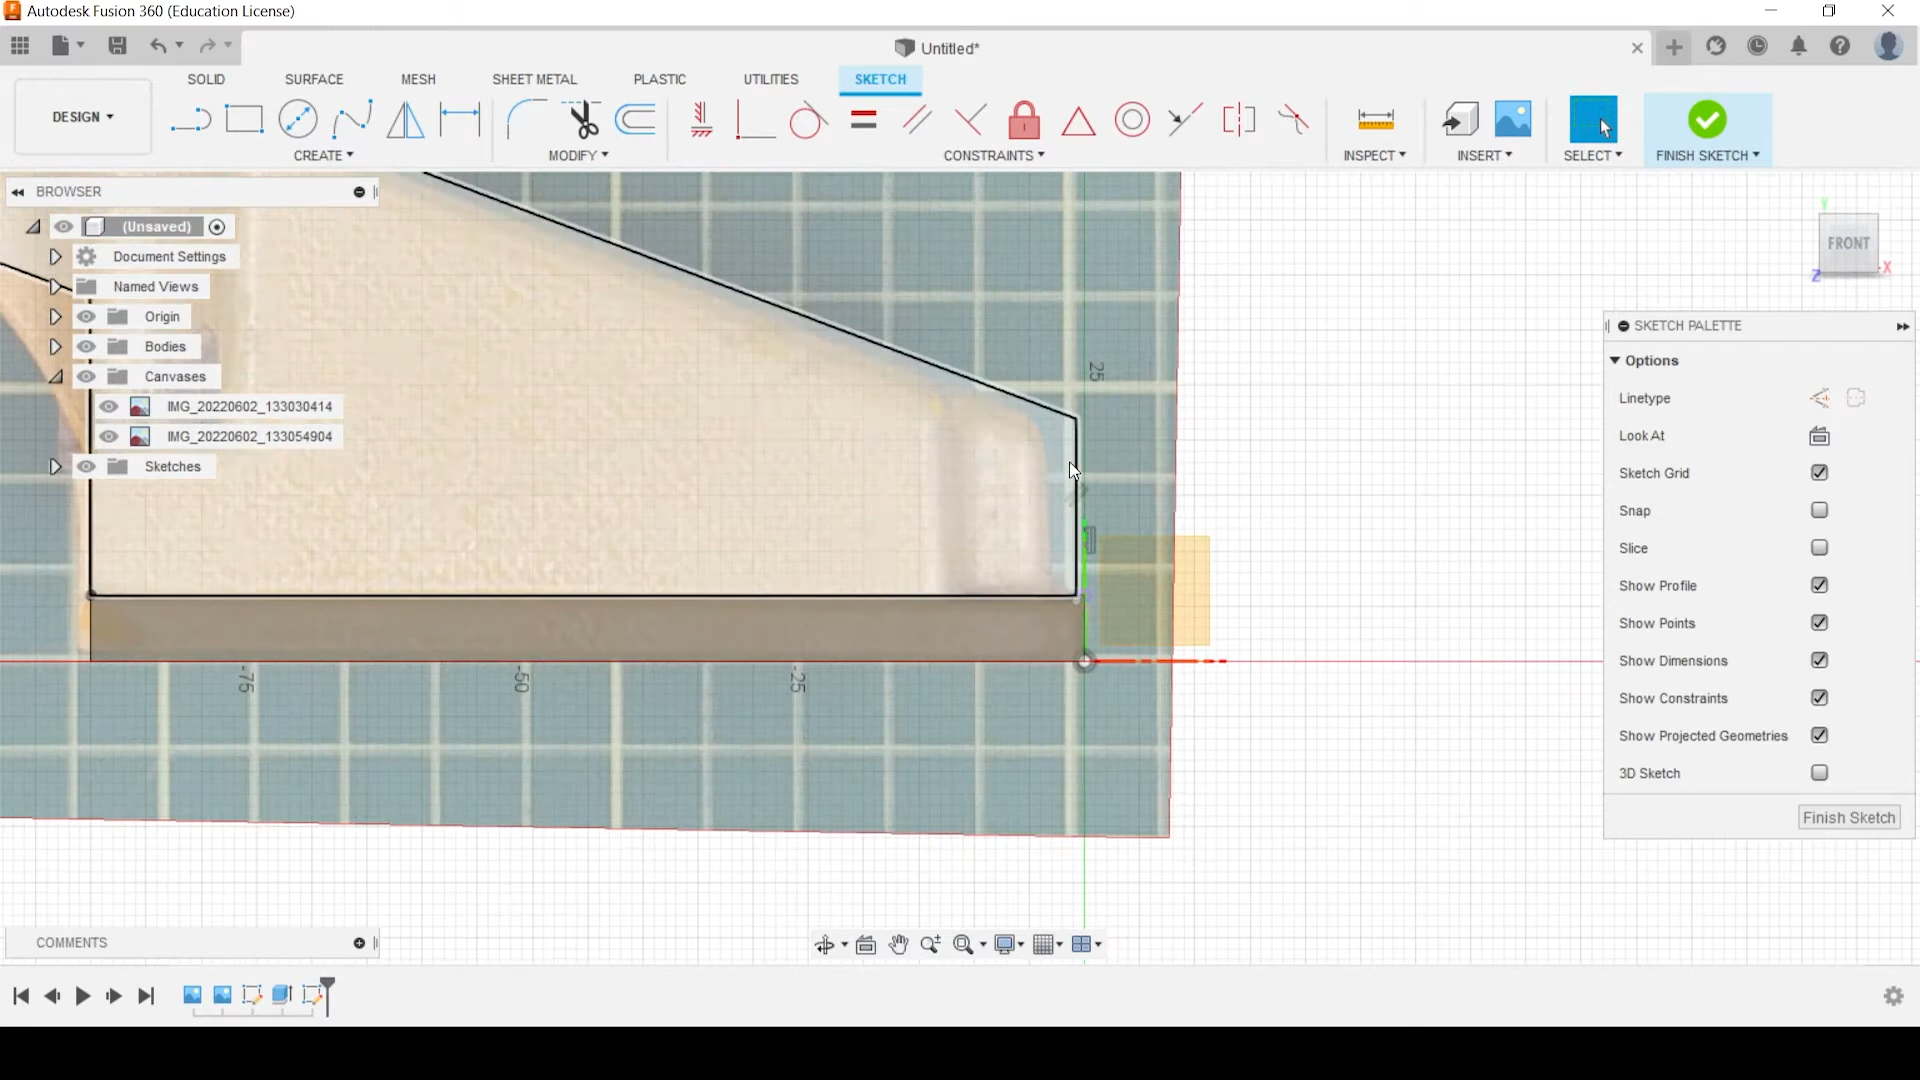 Autodesk Fusion 360 (Education License)
Untitled*
SOLID SURFACE MESH SHEET METAL PLASTIC UTILITIES SKETCH
DESIGN
CREATE MODIFY CONSTRAINTS INSPECT INSERT SELECT FINISH SKETCH
BROWSER
(Unsaved)
Document Settings
Named Views
Origin
Bodies
Canvases
IMG_20220602_133030414
IMG_20220602_133054904
Sketches
25
-75
-50
-25
Y
FRONT
X
Z
SKETCH PALETTE
Options
Linetype
Look At
Sketch Grid
Snap
Slice
Show Profile
Show Points
Show Dimensions
Show Constraints
Show Projected Geometries
3D Sketch
Finish Sketch
COMMENTS